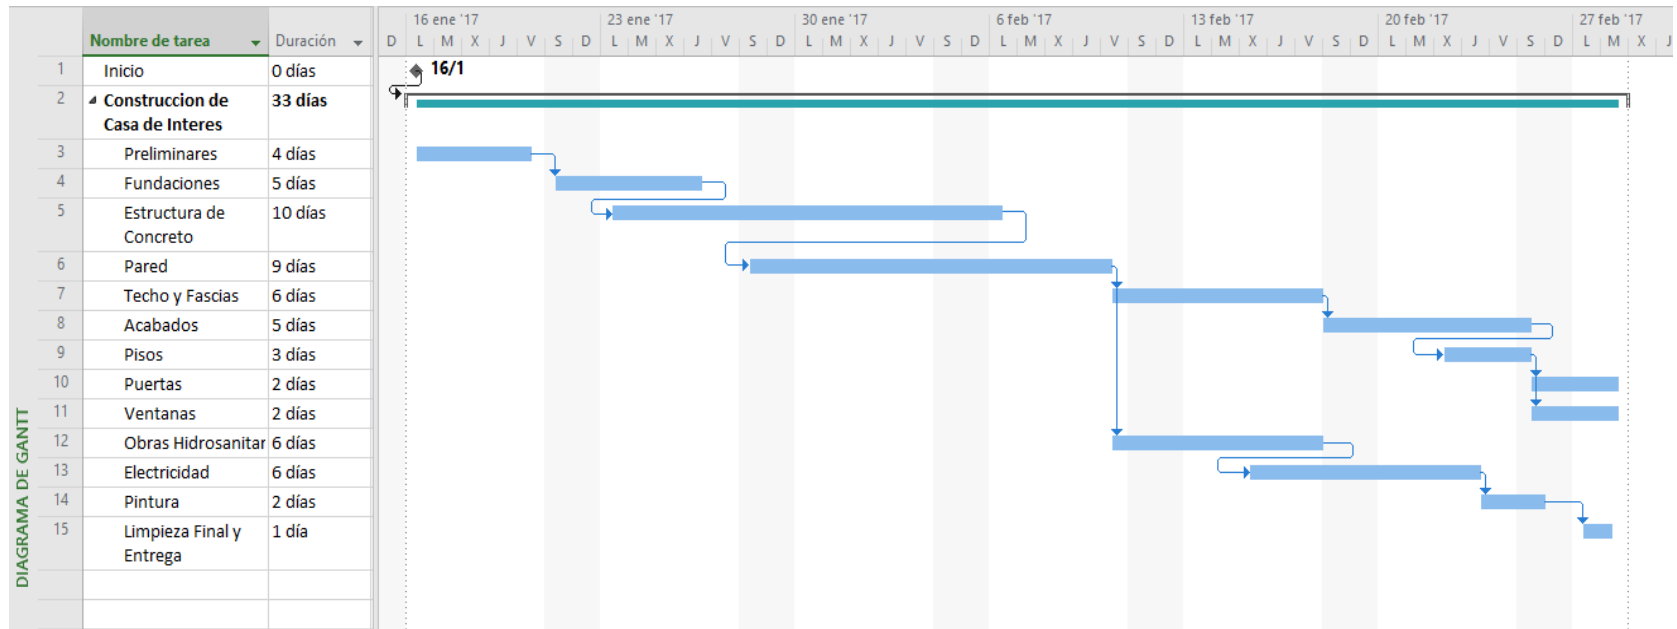 16 ene '17 23 ene '17 30 ene '17 6 feb '17 13 feb '17 20 feb '17 27 feb '17
Nombre de tarea Duración D L M X J V S D L M X J V S D L M X J V S D L M X J V S D L M X J V S D L M X J V S D L M X J
1 Inicio 0 días 16/1
2 Construccion de 33 días
Casa de Interes
3 Preliminares 4 días
4 Fundaciones 5 días
5 Estructura de 10 días
Concreto
6 Pared 9 días
7 Techo y Fascias 6 días
8 Acabados 5 días
9 Pisos 3 días
10 Puertas 2 días
11 Ventanas 2 días
12 Obras Hidrosanitar 6 días
13 Electricidad 6 días
14 Pintura 2 días
15 Limpieza Final y 1 día
Entrega
DIAGRAMA DE GANTT